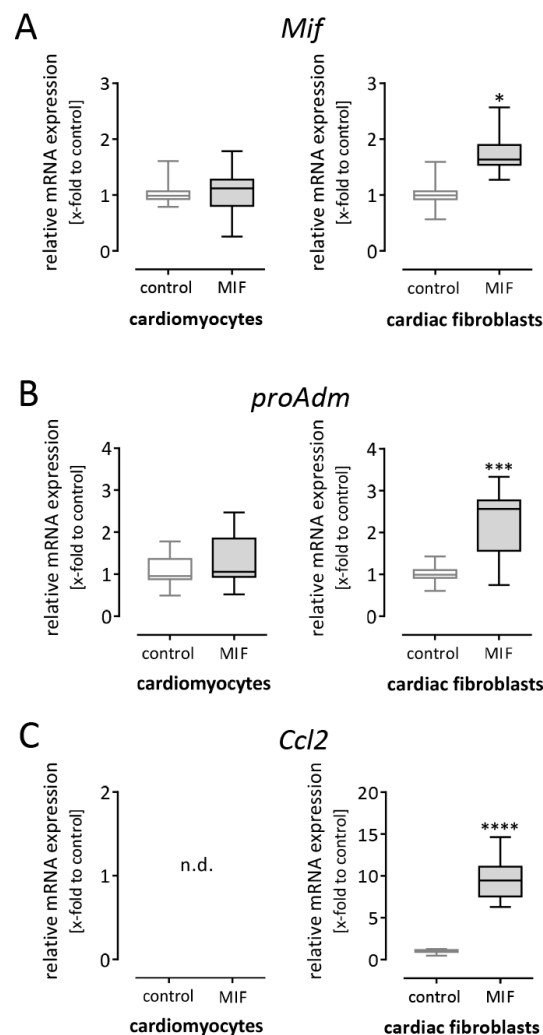 A
Mif
relative mRNA expression
[x-fold to control]
3
2
1
0
control MIF
cardiomyocytes
relative mRNA expression
[x-fold to control]
3
2
1
0
*
control MIF
cardiac fibroblasts
B
proAdm
relative mRNA expression
[x-fold to control]
4
3
2
1
0
control MIF
cardiomyocytes
relative mRNA expression
[x-fold to control]
4
3
2
1
0
***
control MIF
cardiac fibroblasts
C
Ccl2
relative mRNA expression
[x-fold to control]
2
1
0
n.d.
control MIF
cardiomyocytes
relative mRNA expression
[x-fold to control]
20
15
10
5
0
****
control MIF
cardiac fibroblasts